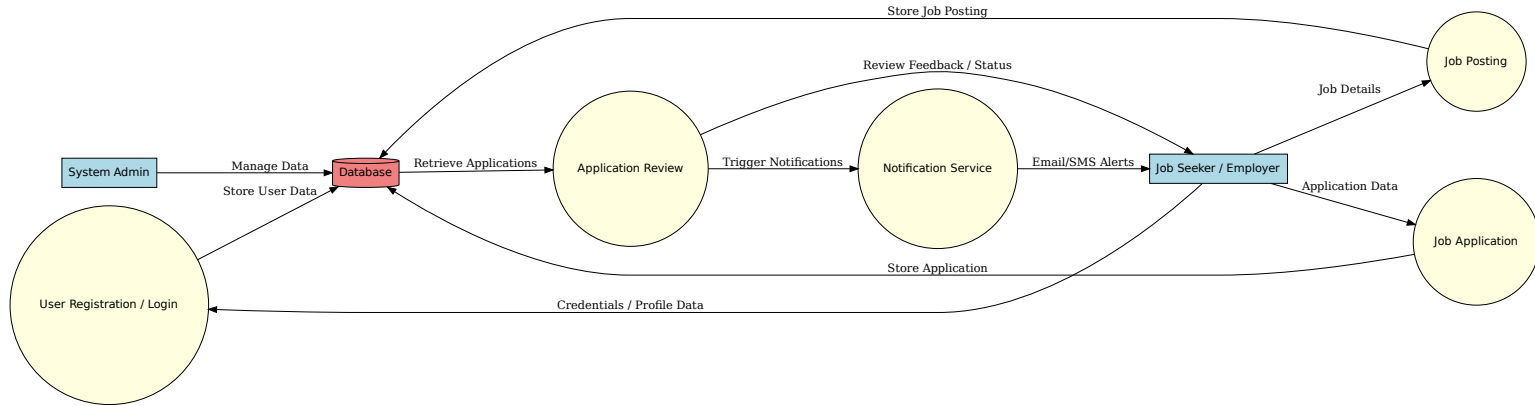 Store Job Posting
Job Posting
Review Feedback / Status
Job Details
System Admin
Manage Data
Database
Retrieve Applications
Application Review
Trigger Notifications
Notification Service
Email/SMS Alerts
Job Seeker / Employer
Store User Data
Application Data
Job Application
Store Application
User Registration / Login
Credentials / Profile Data